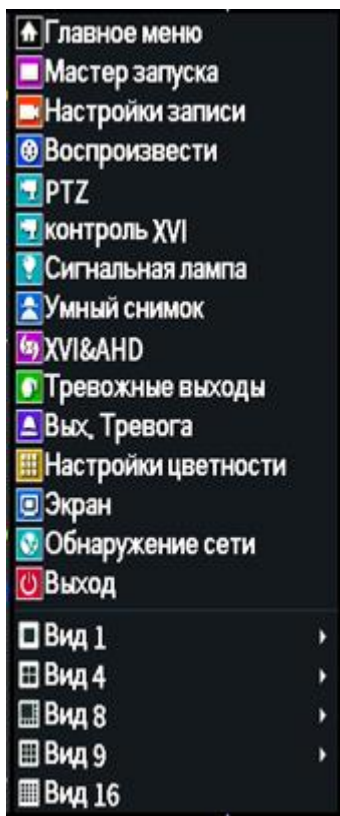 Главное меню
Мастер запуска
Настройки записи
Воспроизвести
PTZ
контроль XVI
Сигнальная лампа
Умный снимок
XVI&AHD
Тревожные выходы
Вых, Тревога
Настройки цветности
Экран
Обнаружение сети
Выход
Вид 1
Вид 4
Вид 8
Вид 9
Вид 16